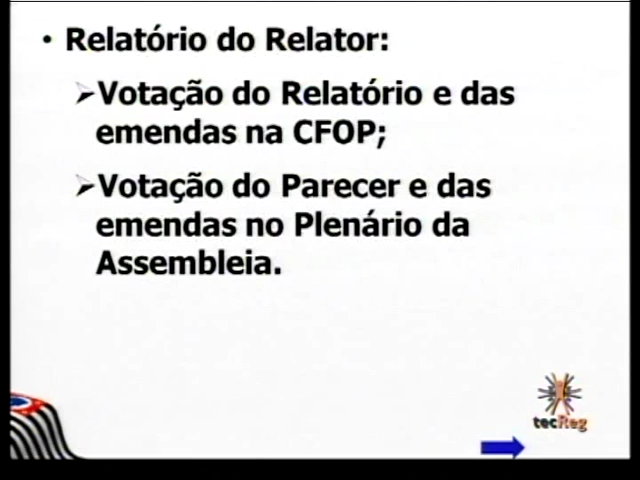 • Relatório do Relator:
➢Votação do Relatório e das
emendas na CFOP;
➢Votação do Parecer e das
emendas no Plenário da
Assembleia.
tecReg